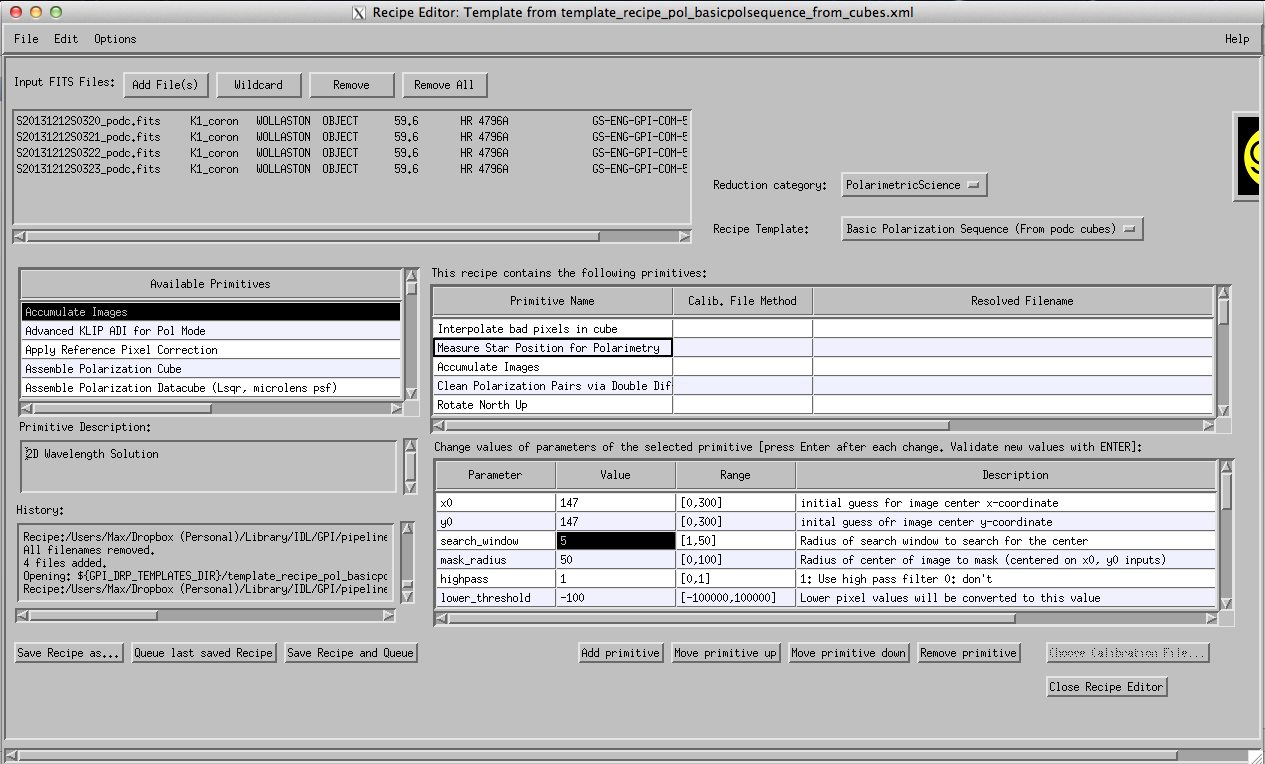 Recipe Editor: Template from template_recipe_pol_basicpolsequence_from_cubes.xml
File Edit Options Help
Input FITS Files: Add File(s) Wildcard Remove Remove All
S20131212S0320_podc.fits K1_coron WOLLASTON OBJECT 59.6 HR 4796A GS-ENG-GPI-COM-5
S20131212S0321_podc.fits K1_coron WOLLASTON OBJECT 59.6 HR 4796A GS-ENG-GPI-COM-5
S20131212S0322_podc.fits K1_coron WOLLASTON OBJECT 59.6 HR 4796A GS-ENG-GPI-COM-5
S20131212S0323_podc.fits K1_coron WOLLASTON OBJECT 59.6 HR 4796A GS-ENG-GPI-COM-5
Reduction category: PolarimetricScience
Recipe Template: Basic Polarization Sequence (From podc cubes)
Available Primitives
Accumulate Images
Advanced KLIP ADI for Pol Mode
Apply Reference Pixel Correction
Assemble Polarization Cube
Assemble Polarization Datacube (Lsqr, microlens psf)
Primitive Description:
2D Wavelength Solution
History:
Recipe:/Users/Max/Dropbox (Personal)/Library/IDL/GPI/pipeline
All filenames removed.
4 files added.
Opening: ${GPI_DRP_TEMPLATES_DIR}/template_recipe_pol_basicpo
Recipe:/Users/Max/Dropbox (Personal)/Library/IDL/GPI/pipeline
This recipe contains the following primitives:
Primitive Name Calib. File Method Resolved Filename
Interpolate bad pixels in cube
Measure Star Position for Polarimetry
Accumulate Images
Clean Polarization Pairs via Double Dif
Rotate North Up
Change values of parameters of the selected primitive [press Enter after each change. Validate new values with ENTER]:
Parameter Value Range Description
x0 147 [0,300] initial guess for image center x-coordinate
y0 147 [0,300] inital guess ofr image center y-coordinate
search_window 5 [1,50] Radius of search window to search for the center
mask_radius 50 [0,100] Radius of center of image to mask (centered on x0, y0 inputs)
highpass 1 [0,1] 1: Use high pass filter 0: don't
lower_threshold -100 [-100000,100000] Lower pixel values will be converted to this value
Save Recipe as... Queue last saved Recipe Save Recipe and Queue Add primitive Move primitive up Move primitive down Remove primitive Choose Calibration File...
Close Recipe Editor